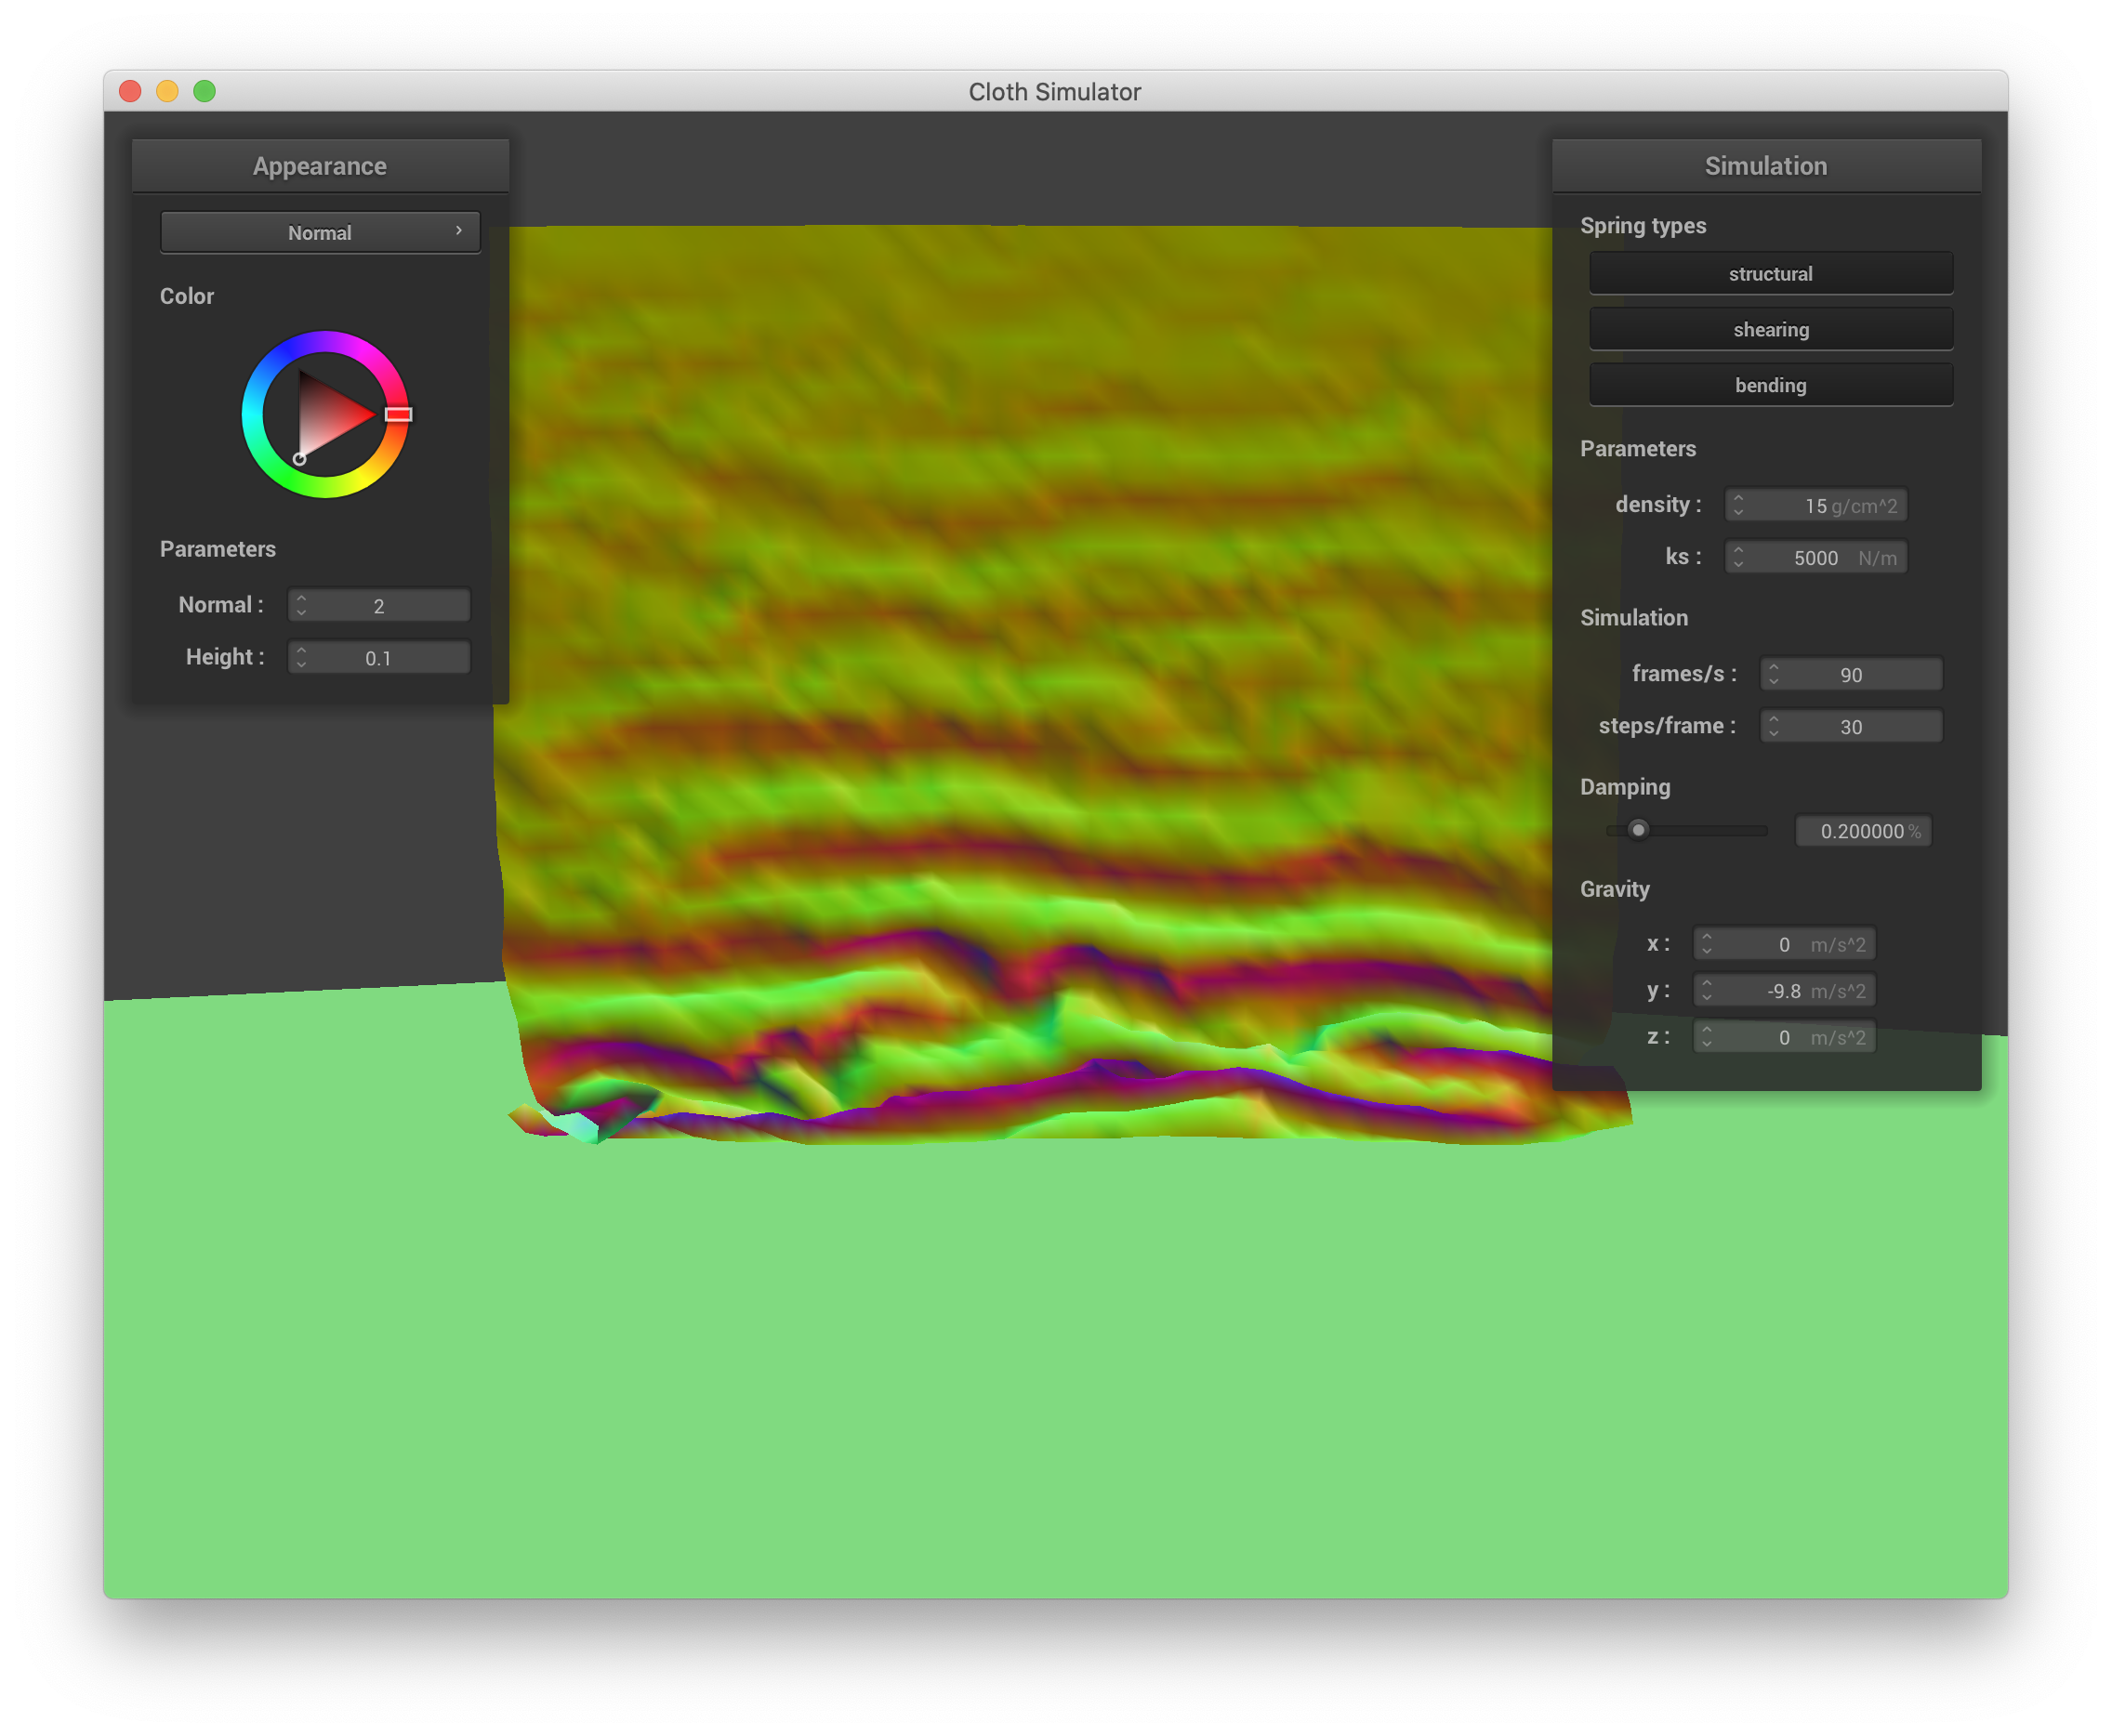 Cloth Simulator
Appearance
Normal
Color
Parameters
Normal : 2
Height : 0.1
Simulation
Spring types
structural
shearing
bending
Parameters
density : 15 g/cm^2
ks : 5000 N/m
Simulation
frames/s : 90
steps/frame : 30
Damping
0.200000 %
Gravity
x : 0 m/s^2
y : -9.8 m/s^2
z : 0 m/s^2